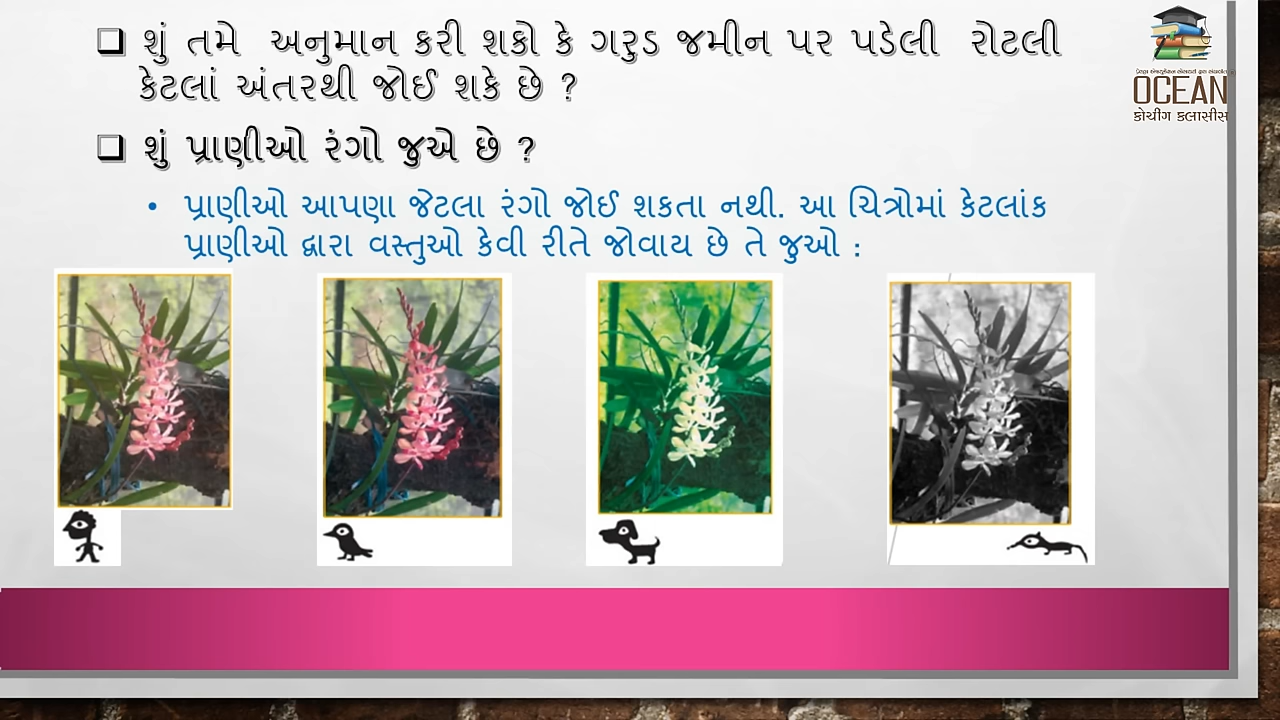 ❑ શું તમે અનુમાન કરી શકો કે ગરુડ જમીન પર પડેલી રોટલી
કેટલાં અંતરથી જોઈ શકે છે ?
❑ શું પ્રાણીઓ રંગો જુએ છે ?
• પ્રાણીઓ આપણા જેટલા રંગો જોઈ શકતા નથી. આ ચિત્રોમાં કેટલાંક
પ્રાણીઓ દ્વારા વસ્તુઓ કેવી રીતે જોવાય છે તે જુઓ :
OCEAN
કોચીંગ કલાસીસ